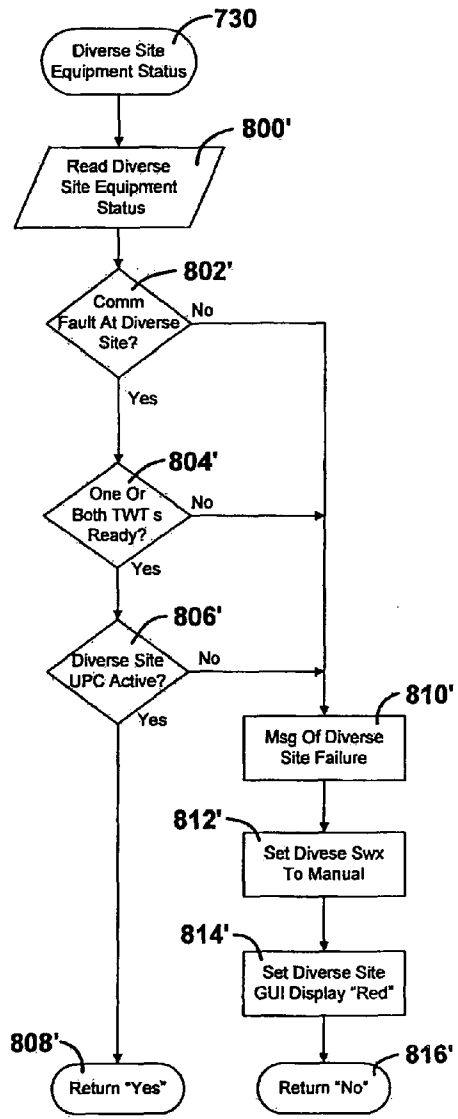 730
Diverse Site
Equipment Status
800'
Read Diverse
Site Equipment
Status
802'
Comm
Fault At Diverse
Site?
No
Yes
804'
One Or
Both TWT s
Ready?
No
Yes
806'
Diverse Site
UPC Active?
No
Yes
810'
Msg Of Diverse
Site Failure
812'
Set Divese Swx
To Manual
814'
Set Diverse Site
GUI Display "Red"
808'
Return "Yes"
816'
Return "No"